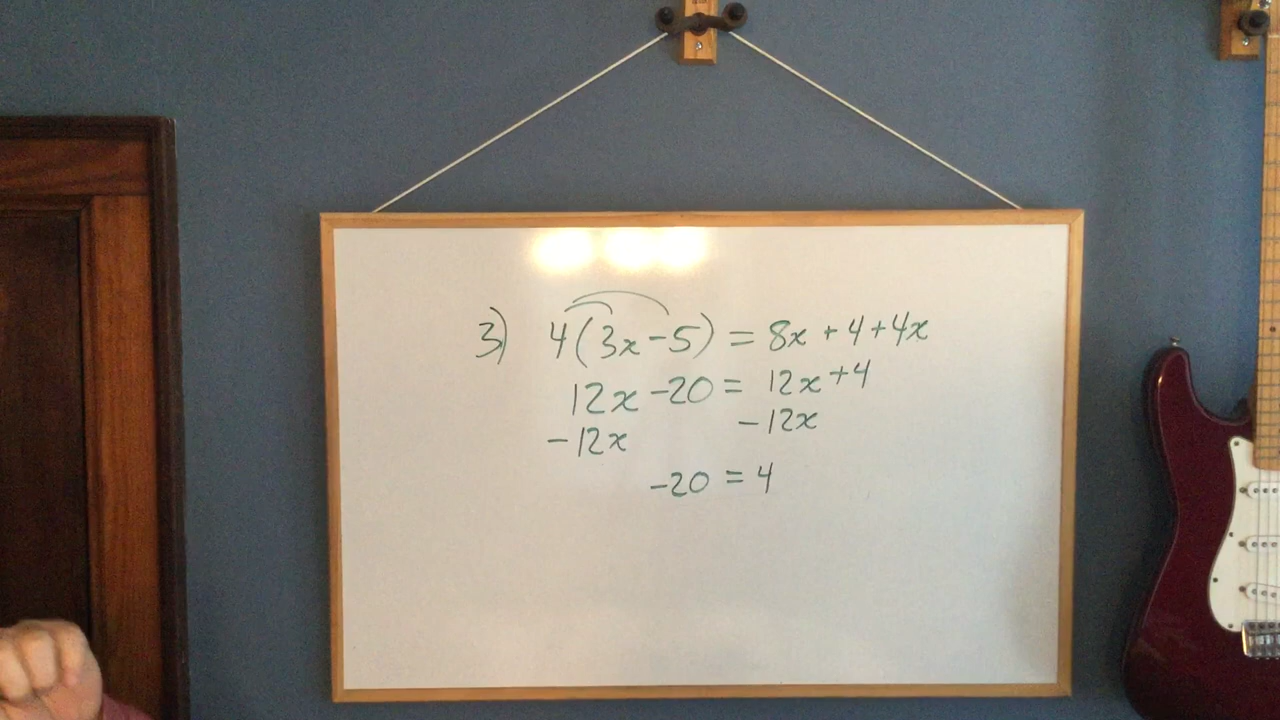 3) 4(3x-5) = 8x + 4 + 4x
12x -20 = 12x +4
-12x -12x
-20 = 4